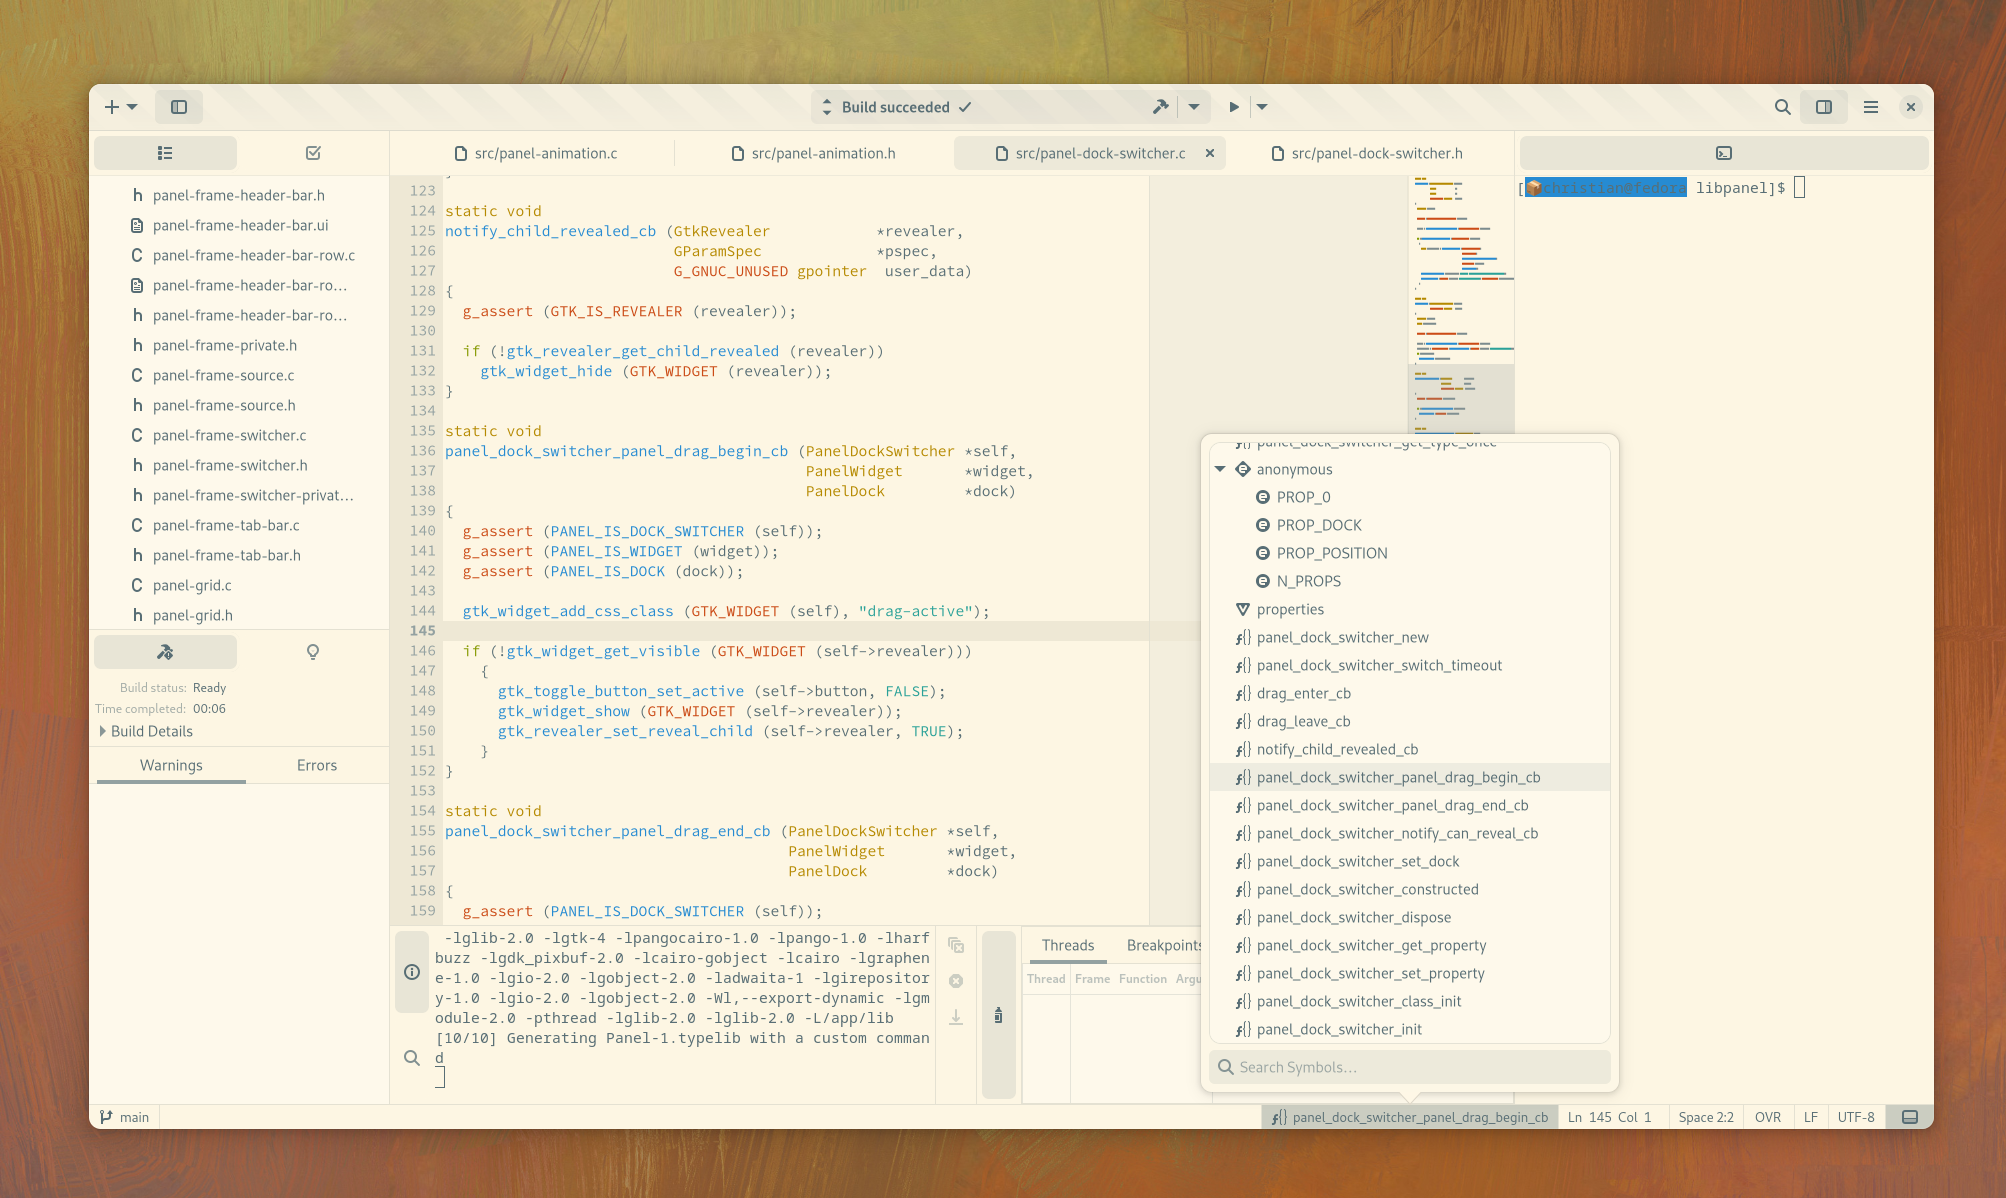 Build succeeded
src/panel-animation.c
src/panel-animation.h
src/panel-dock-switcher.c
src/panel-dock-switcher.h
panel-frame-header-bar.h
panel-frame-header-bar.ui
panel-frame-header-bar-row.c
panel-frame-header-bar-ro…
panel-frame-header-bar-ro…
panel-frame-private.h
panel-frame-source.c
panel-frame-source.h
panel-frame-switcher.c
panel-frame-switcher.h
panel-frame-switcher-privat…
panel-frame-tab-bar.c
panel-frame-tab-bar.h
panel-grid.c
panel-grid.h
Build status: Ready
Time completed: 00:06
Build Details
Warnings Errors
123
124 static void
125 notify_child_revealed_cb (GtkRevealer            *revealer,
126                           GParamSpec             *pspec,
127                           G_GNUC_UNUSED gpointer  user_data)
128 {
129   g_assert (GTK_IS_REVEALER (revealer));
130
131   if (!gtk_revealer_get_child_revealed (revealer))
132     gtk_widget_hide (GTK_WIDGET (revealer));
133 }
134
135 static void
136 panel_dock_switcher_panel_drag_begin_cb (PanelDockSwitcher *self,
137                                          PanelWidget       *widget,
138                                          PanelDock         *dock)
139 {
140   g_assert (PANEL_IS_DOCK_SWITCHER (self));
141   g_assert (PANEL_IS_WIDGET (widget));
142   g_assert (PANEL_IS_DOCK (dock));
143
144   gtk_widget_add_css_class (GTK_WIDGET (self), "drag-active");
145
146   if (!gtk_widget_get_visible (GTK_WIDGET (self->revealer)))
147     {
148       gtk_toggle_button_set_active (self->button, FALSE);
149       gtk_widget_show (GTK_WIDGET (self->revealer));
150       gtk_revealer_set_reveal_child (self->revealer, TRUE);
151     }
152 }
153
154 static void
155 panel_dock_switcher_panel_drag_end_cb (PanelDockSwitcher *self,
156                                        PanelWidget       *widget,
157                                        PanelDock         *dock)
158 {
159   g_assert (PANEL_IS_DOCK_SWITCHER (self));
-lglib-2.0 -lgtk-4 -lpangocairo-1.0 -lpango-1.0 -lharf
buzz -lgdk_pixbuf-2.0 -lcairo-gobject -lcairo -lgraphen
e-1.0 -lgio-2.0 -lgobject-2.0 -ladwaita-1 -lgirepositor
y-1.0 -lgio-2.0 -lgobject-2.0 -Wl,--export-dynamic -lgm
odule-2.0 -pthread -lglib-2.0 -lglib-2.0 -L/app/lib
[10/10] Generating Panel-1.typelib with a custom comman
d
Threads Breakpoints
Thread Frame Function Argu
[📦christian@fedora libpanel]$
panel_dock_switcher_get_type_once
anonymous
PROP_0
PROP_DOCK
PROP_POSITION
N_PROPS
properties
panel_dock_switcher_new
panel_dock_switcher_switch_timeout
drag_enter_cb
drag_leave_cb
notify_child_revealed_cb
panel_dock_switcher_panel_drag_begin_cb
panel_dock_switcher_panel_drag_end_cb
panel_dock_switcher_notify_can_reveal_cb
panel_dock_switcher_set_dock
panel_dock_switcher_constructed
panel_dock_switcher_dispose
panel_dock_switcher_get_property
panel_dock_switcher_set_property
panel_dock_switcher_class_init
panel_dock_switcher_init
Search Symbols…
main
panel_dock_switcher_panel_drag_begin_cb Ln 145 Col 1 Space 2:2 OVR LF UTF-8